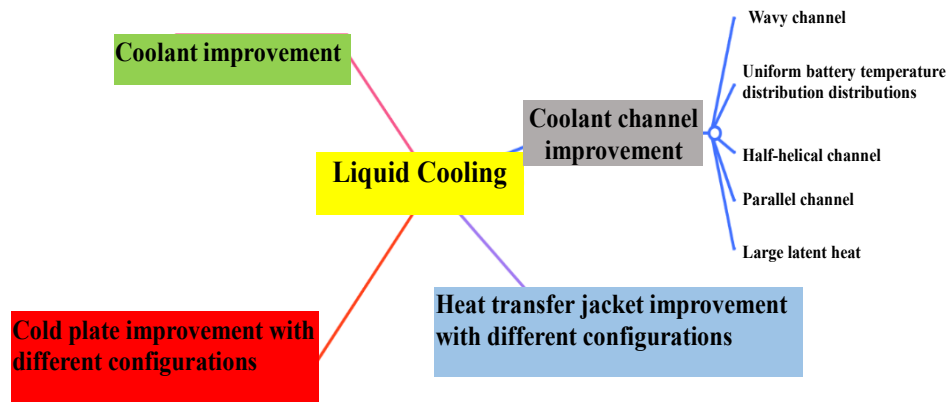 Coolant improvement
Wavy channel
Uniform battery temperature
distribution distributions
Coolant channel
improvement
Half-helical channel
Liquid Cooling
Parallel channel
Large latent heat
Heat transfer jacket improvement
with different configurations
Cold plate improvement with
different configurations